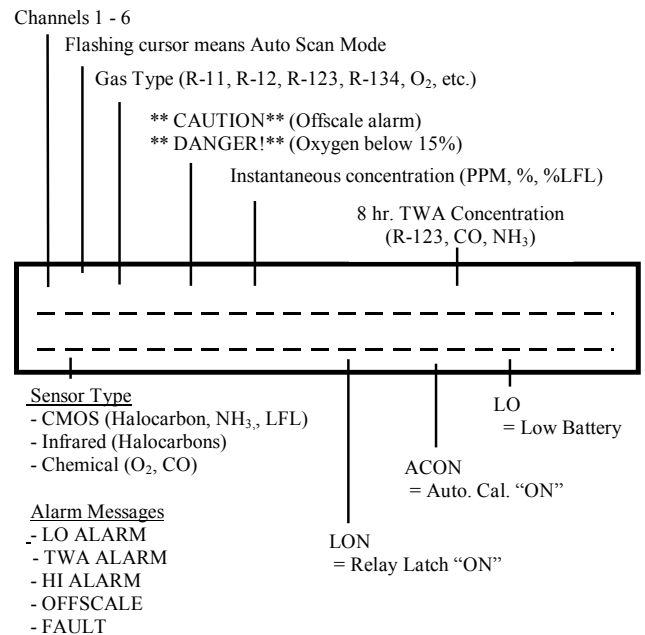 Channels 1 - 6
Flashing cursor means Auto Scan Mode
Gas Type (R-11, R-12, R-123, R-134, O₂, etc.)
** CAUTION** (Offscale alarm)
** DANGER!** (Oxygen below 15%)
Instantaneous concentration (PPM, %, %LFL)
8 hr. TWA Concentration
(R-123, CO, NH₃)
Sensor Type
- CMOS (Halocarbon, NH₃,, LFL)
- Infrared (Halocarbons)
- Chemical (O₂, CO)
LO
= Low Battery
ACON
= Auto. Cal. “ON”
LON
= Relay Latch “ON”
Alarm Messages
- LO ALARM
- TWA ALARM
- HI ALARM
- OFFSCALE
- FAULT